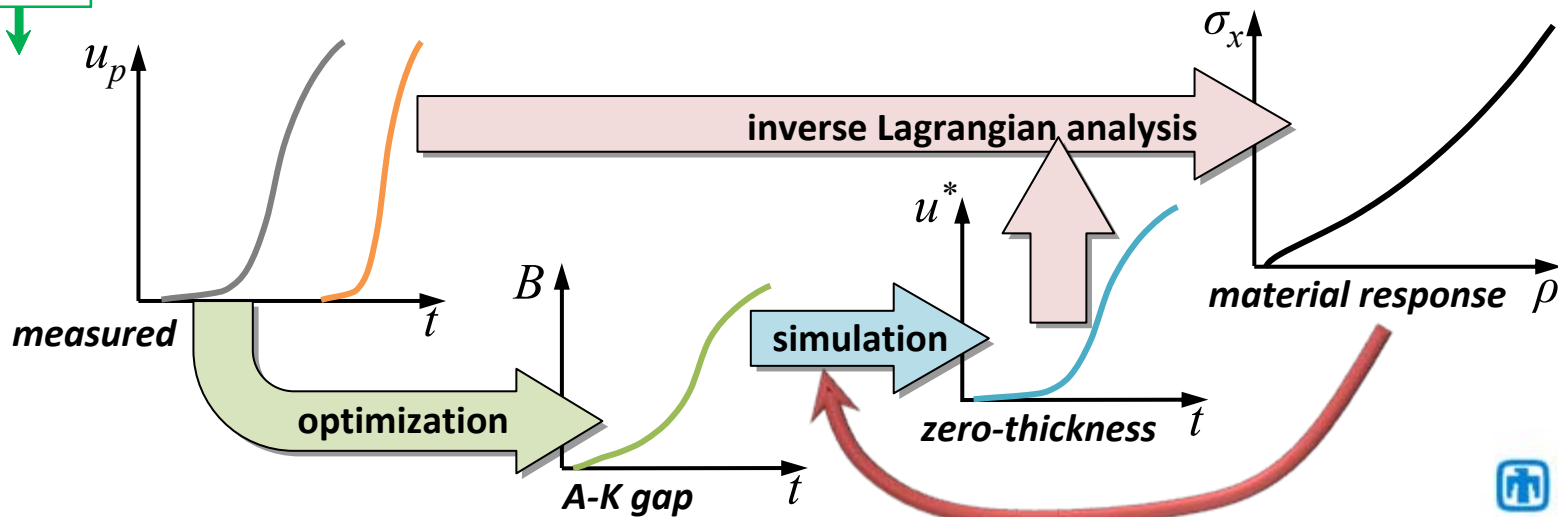 u_p
t
measured
inverse Lagrangian analysis
σ_x
ρ
material response
optimization
B
t
A-K gap
simulation
u*
t
zero-thickness